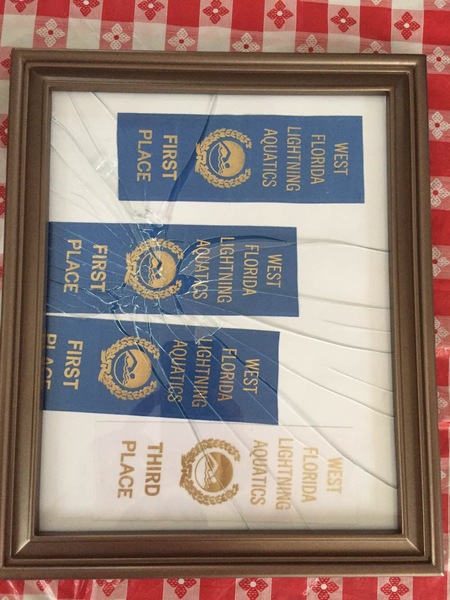 WEST
FLORIDA
LIGHTNING
AQUATICS
FIRST
PLACE
WEST
FLORIDA
LIGHTNING
AQUATICS
FIRST
PLACE
WEST
FLORIDA
LIGHTNING
AQUATICS
FIRST
PLACE
WEST
FLORIDA
LIGHTNING
AQUATICS
THIRD
PLACE